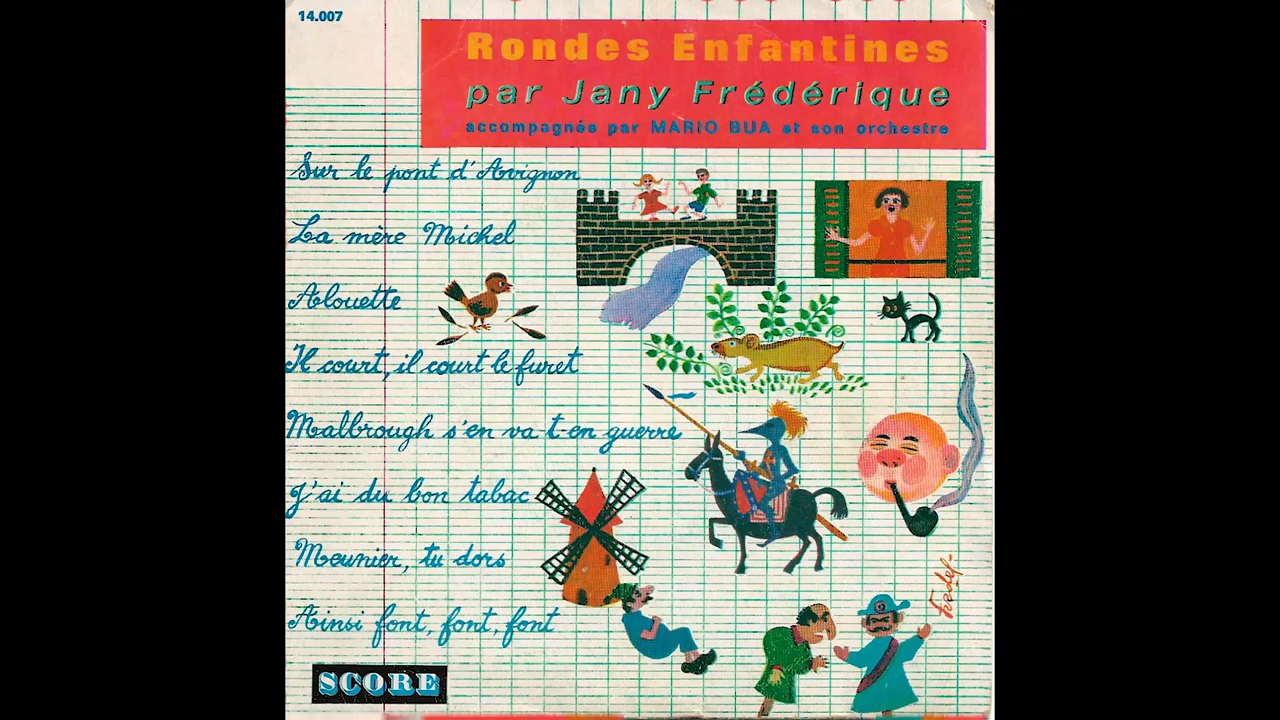 14.007
Rondes Enfantines
par Jany Frédérique
accompagnés par MARIO BUA et son orchestre
Sur le pont d'Avignon
La mère Michel
Alouette
Il court, il court le furet
Malbrough s'en va t-en guerre
J'ai du bon tabac
Meunier, tu dors
Ainsi font, font, font
SCORE